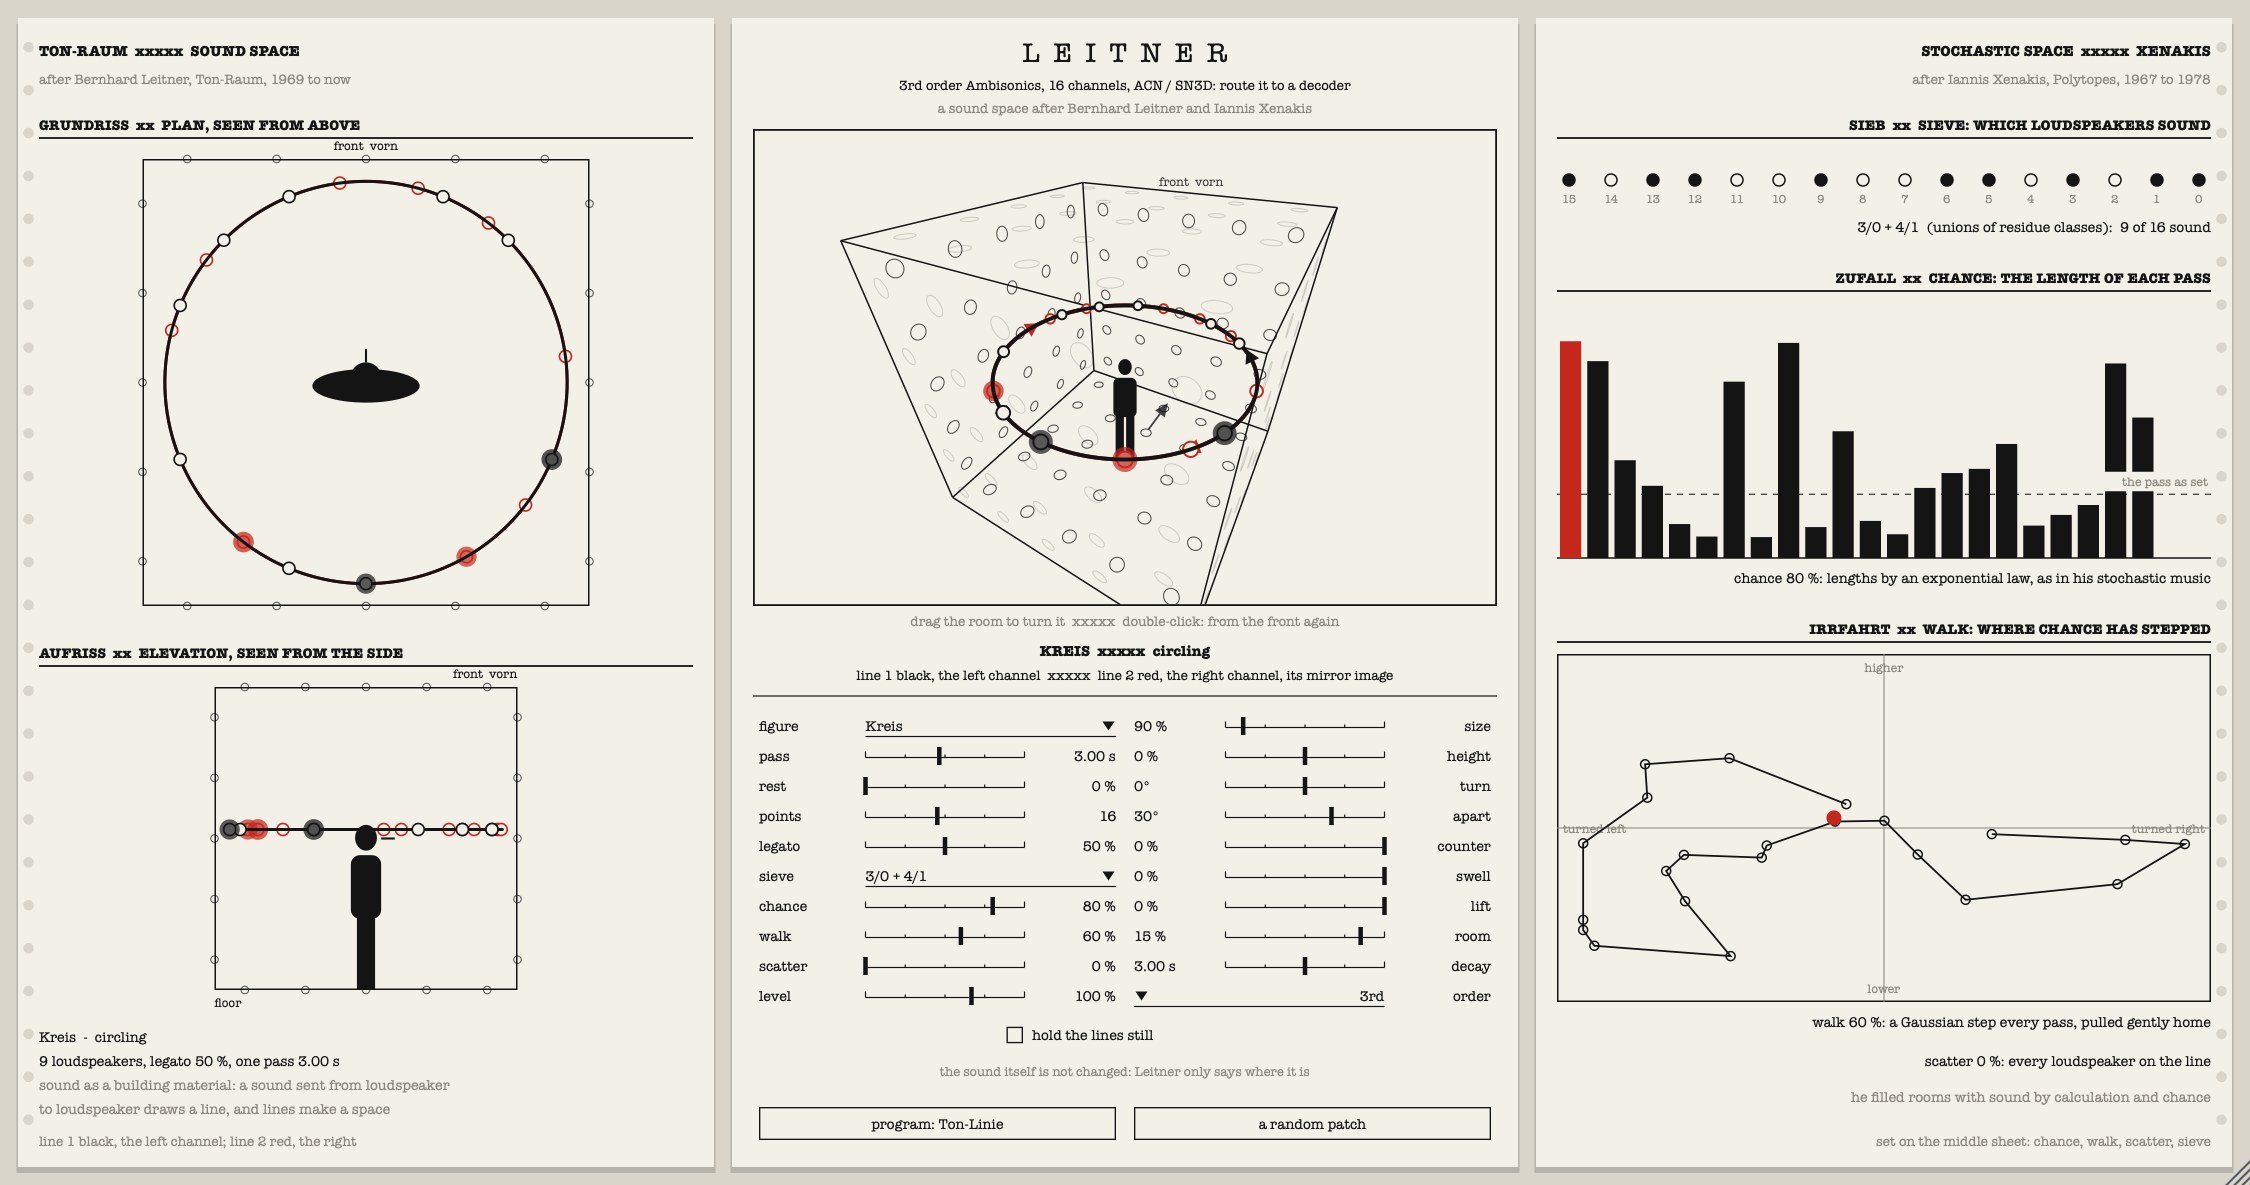 TON-RAUM xxxxx SOUND SPACE
after Bernhard Leitner, Ton-Raum, 1969 to now
GRUNDRISS xx PLAN, SEEN FROM ABOVE
front vorn
AUFRISS xx ELEVATION, SEEN FROM THE SIDE
front vorn
floor
Kreis - circling
9 loudspeakers, legato 50 %, one pass 3.00 s
sound as a building material: a sound sent from loudspeaker
to loudspeaker draws a line, and lines make a space
line 1 black, the left channel; line 2 red, the right
LEITNER
3rd order Ambisonics, 16 channels, ACN / SN3D: route it to a decoder
a sound space after Bernhard Leitner and Iannis Xenakis
front vorn
drag the room to turn it xxxxx double-click: from the front again
KREIS xxxxx circling
line 1 black, the left channel xxxxx line 2 red, the right channel, its mirror image
figure Kreis 90 % size
pass 3.00 s 0 % height
rest 0 % 0° turn
points 16 30° apart
legato 50 % 0 % counter
sieve 3/0 + 4/1 0 % swell
chance 80 % 0 % lift
walk 60 % 15 % room
scatter 0 % 3.00 s decay
level 100 % 3rd order
hold the lines still
the sound itself is not changed: Leitner only says where it is
program: Ton-Linie a random patch
STOCHASTIC SPACE xxxxx XENAKIS
after Iannis Xenakis, Polytopes, 1967 to 1978
SIEB xx SIEVE: WHICH LOUDSPEAKERS SOUND
15 14 13 12 11 10 9 8 7 6 5 4 3 2 1 0
3/0 + 4/1 (unions of residue classes): 9 of 16 sound
ZUFALL xx CHANCE: THE LENGTH OF EACH PASS
the pass as set
chance 80 %: lengths by an exponential law, as in his stochastic music
IRRFAHRT xx WALK: WHERE CHANCE HAS STEPPED
higher
turned left turned right
lower
walk 60 %: a Gaussian step every pass, pulled gently home
scatter 0 %: every loudspeaker on the line
he filled rooms with sound by calculation and chance
set on the middle sheet: chance, walk, scatter, sieve